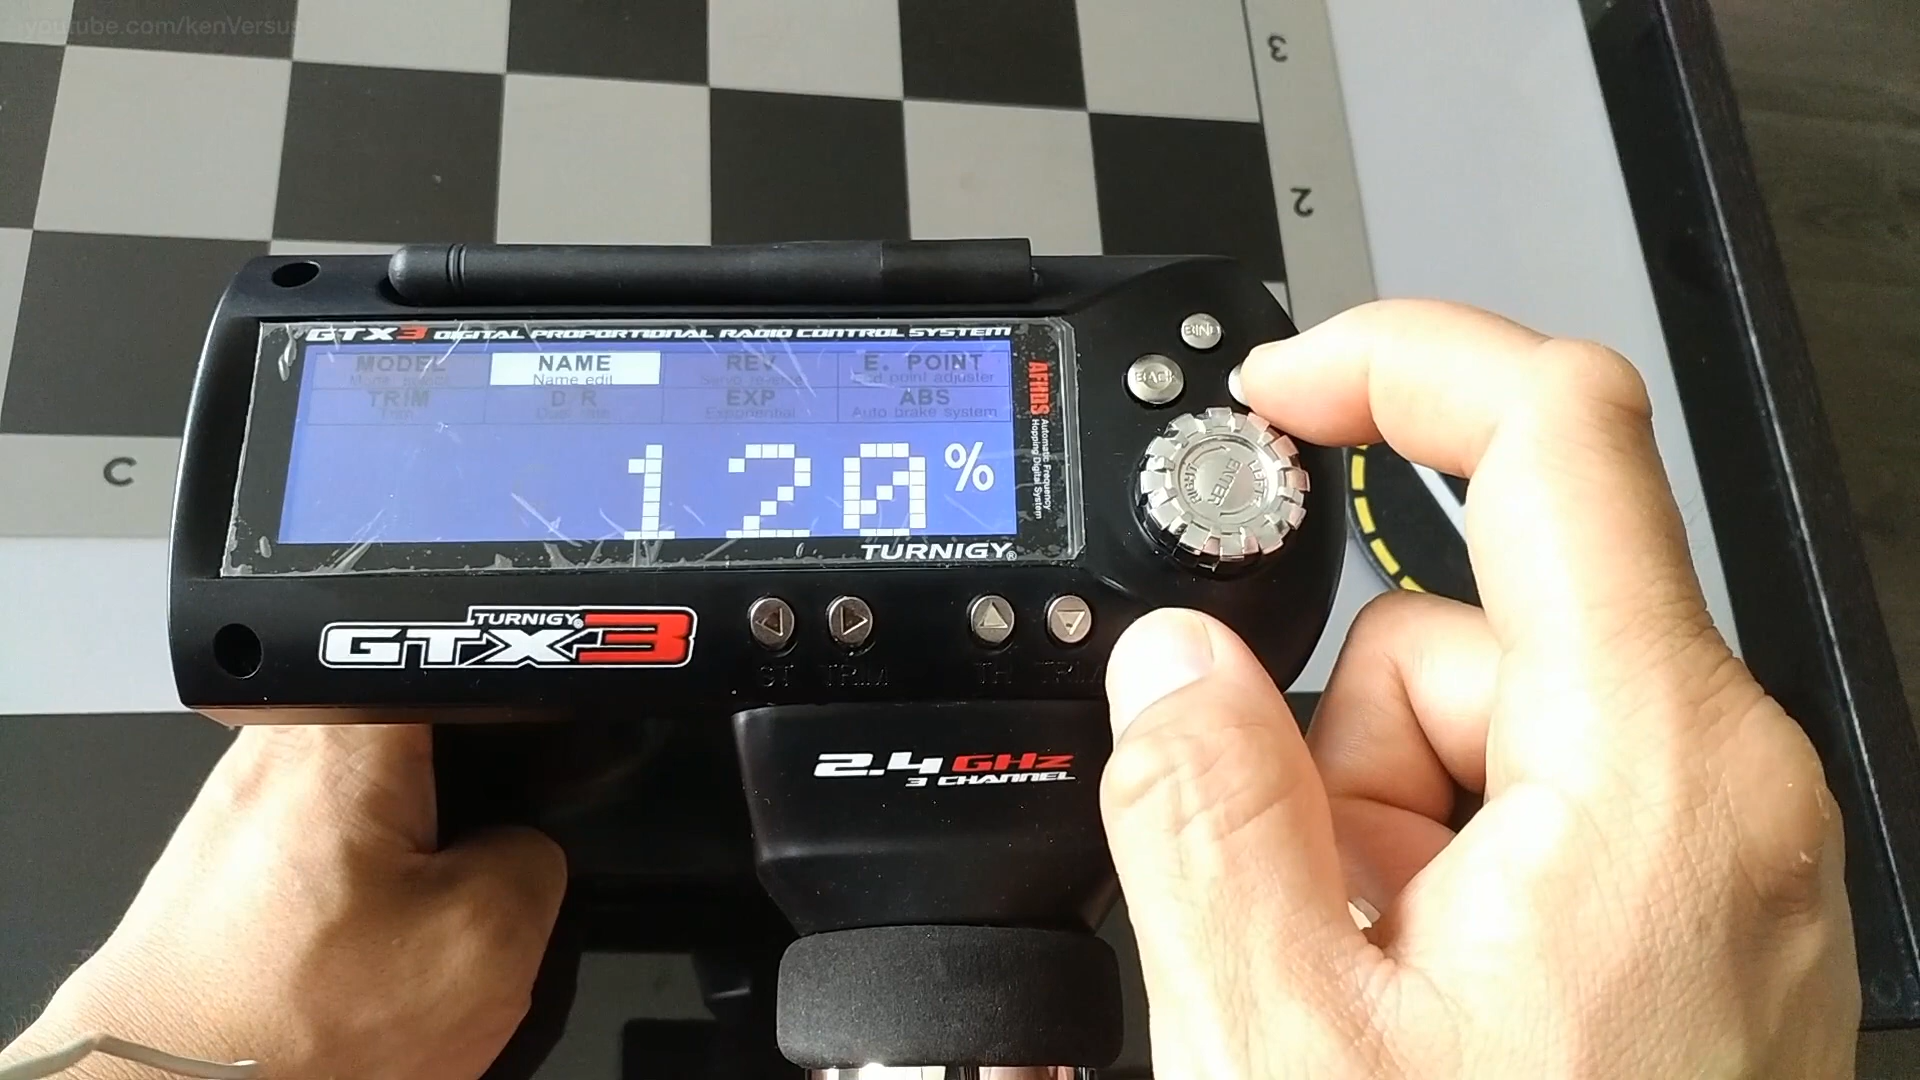 youtube.com/kenVersus
3
2
C
GTX3 DIGITAL PROPORTIONAL RADIO CONTROL SYSTEM
MODEL NAME REV E. POINT
Name edit
point adjuster
TRIM D/R EXP ABS
Exponential Auto brake system
120%
AFHDS Automatic Frequency
Hopping Digital System
TURNIGY®
BIND
BACK
RIGHT LEFT
ENTER
TURNIGY®
GTX3
ST TRIM TH TRIM
2.4 GHz
3 CHANNEL